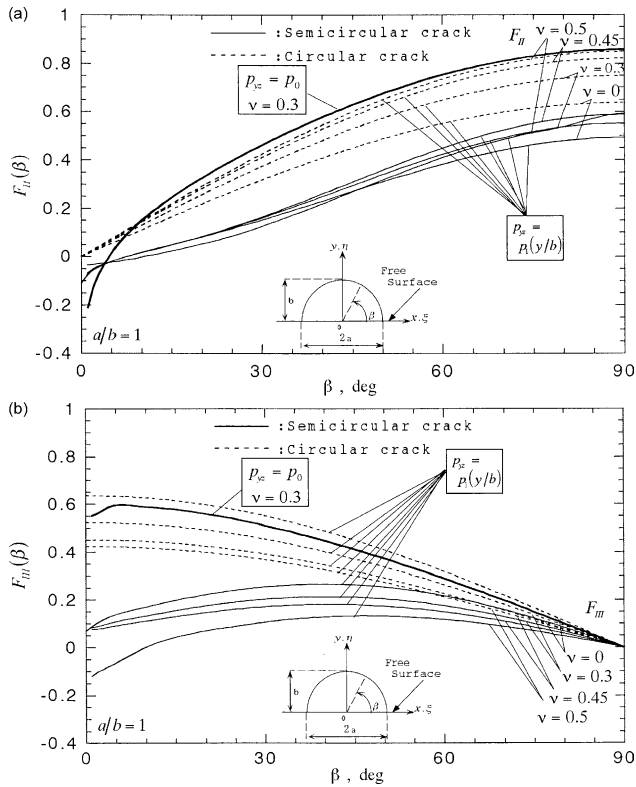 (a)
1
0.8
0.6
0.4
0.2
0
-0.2
-0.4
F_II(β)
——— :Semicircular crack
------- :Circular crack
p_yz = p_0
ν = 0.3
F_II
ν = 0.5
ν = 0.45
ν = 0.3
ν = 0
p_yz =
p_1(y/b)
y,η
Free
Surface
b
β
0
x,ξ
2a
a/b = 1
0 30 60 90
β , deg
(b)
1
0.8
0.6
0.4
0.2
0
-0.2
-0.4
F_III(β)
——— :Semicircular crack
------- :Circular crack
p_yz = p_0
ν = 0.3
p_yz =
p_1(y/b)
F_III
ν = 0
ν = 0.3
ν = 0.45
ν = 0.5
y,η
Free
Surface
b
β
0
x,ξ
2a
a/b = 1
0 30 60 90
β , deg